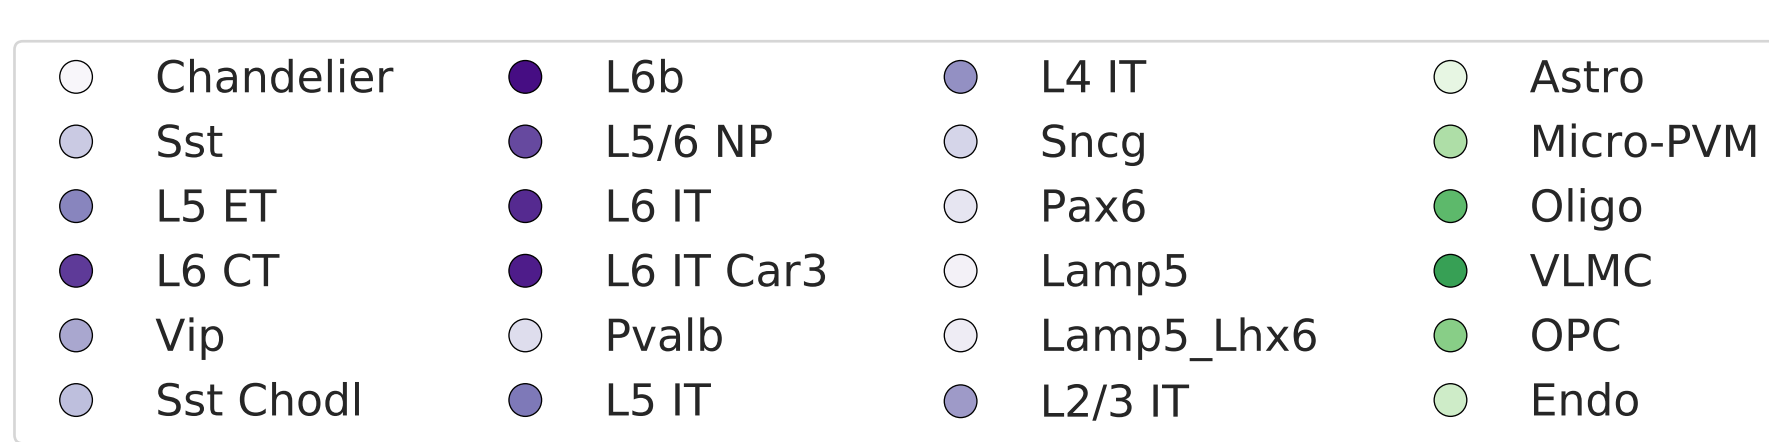 Chandelier
Sst
L5 ET
L6 CT
Vip
Sst Chodl
L6b
L5/6 NP
L6 IT
L6 IT Car3
Pvalb
L5 IT
L4 IT
Sncg
Pax6
Lamp5
Lamp5_Lhx6
L2/3 IT
Astro
Micro-PVM
Oligo
VLMC
OPC
Endo